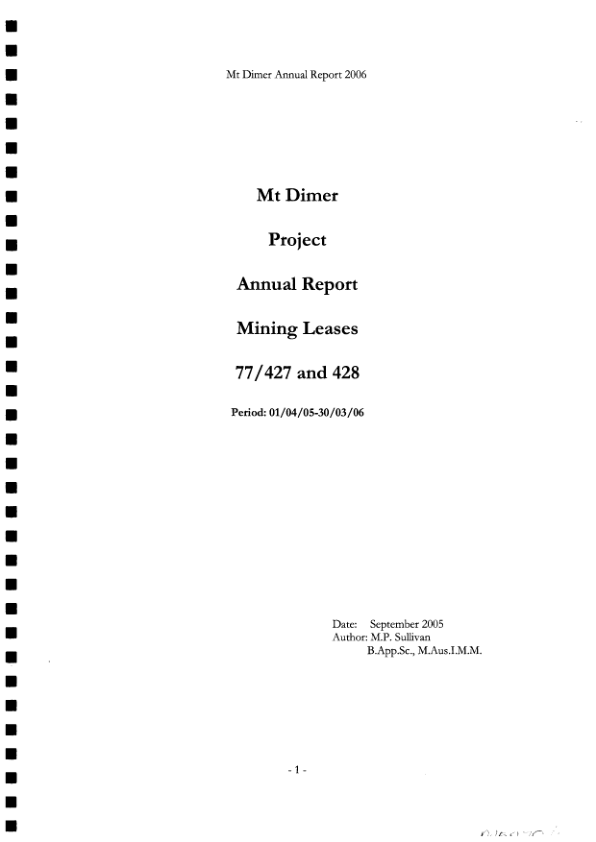 Mt Dimer Annual Report 2006
Mt Dimer
Project
Annual Report
Mining Leases
77/427 and 428
Period: 01/04/05-30/03/06
Date: September 2005
Author: M.P. Sullivan
B.App.Sc., M.Aus.I.M.M.
- 1 -